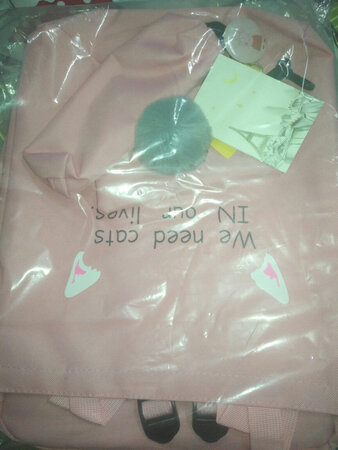 We need cats
IN our lives.